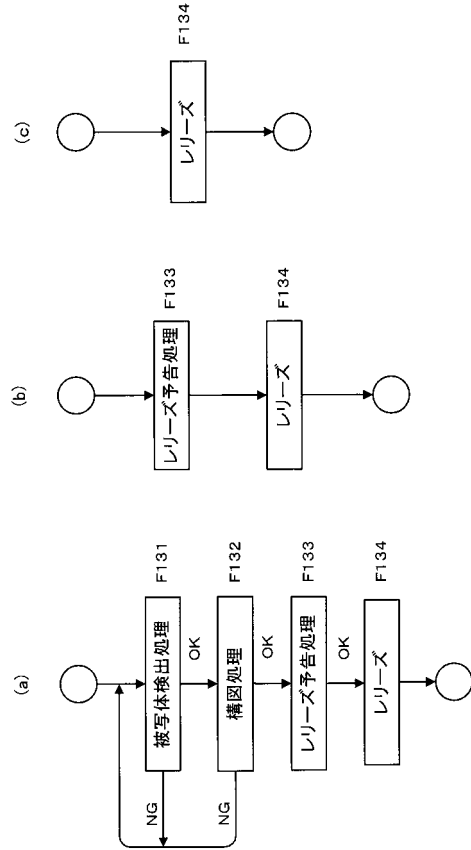 (a)
被写体検出処理
F131
NG
OK
構図処理
F132
NG
OK
レリーズ予告処理
F133
OK
レリーズ
F134
(b)
レリーズ予告処理
F133
レリーズ
F134
(c)
レリーズ
F134